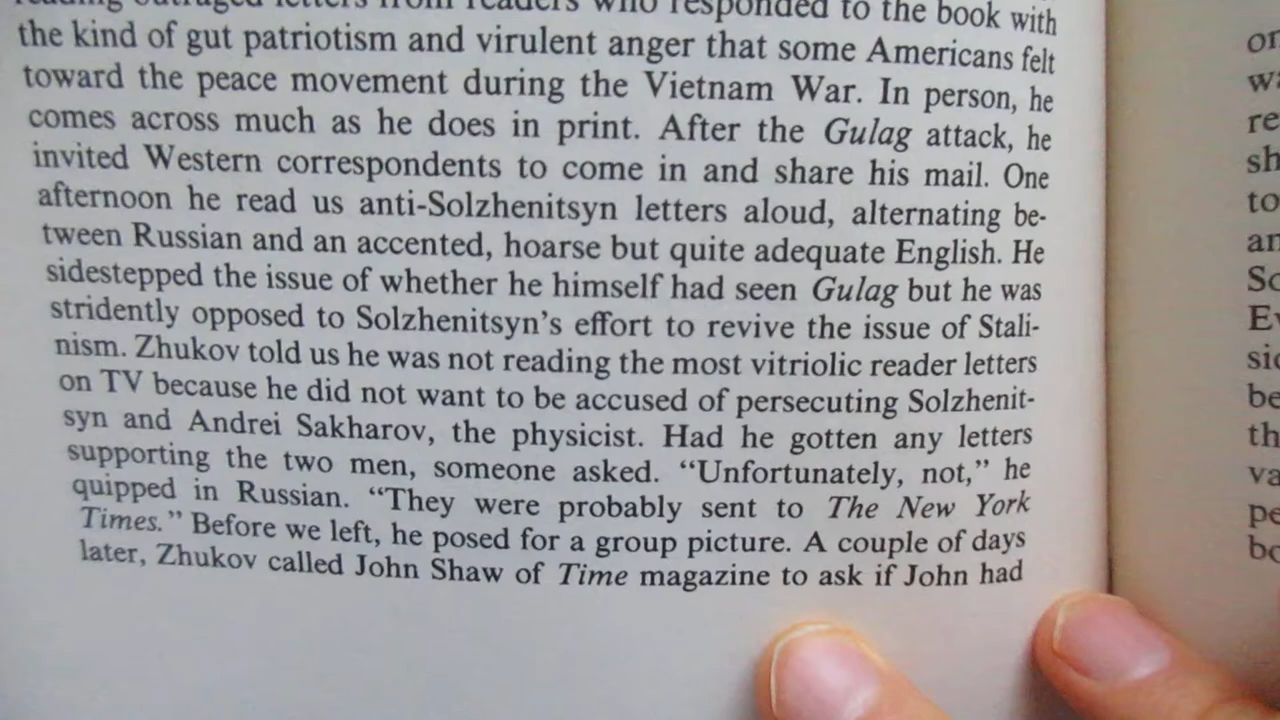 reading outraged letters from readers who responded to the book with
the kind of gut patriotism and virulent anger that some Americans felt
toward the peace movement during the Vietnam War. In person, he
comes across much as he does in print. After the Gulag attack, he
invited Western correspondents to come in and share his mail. One
afternoon he read us anti-Solzhenitsyn letters aloud, alternating be-
tween Russian and an accented, hoarse but quite adequate English. He
sidestepped the issue of whether he himself had seen Gulag but he was
stridently opposed to Solzhenitsyn’s effort to revive the issue of Stali-
nism. Zhukov told us he was not reading the most vitriolic reader letters
on TV because he did not want to be accused of persecuting Solzhenit-
syn and Andrei Sakharov, the physicist. Had he gotten any letters
supporting the two men, someone asked. “Unfortunately, not,” he
quipped in Russian. “They were probably sent to The New York
Times.” Before we left, he posed for a group picture. A couple of days
later, Zhukov called John Shaw of Time magazine to ask if John had